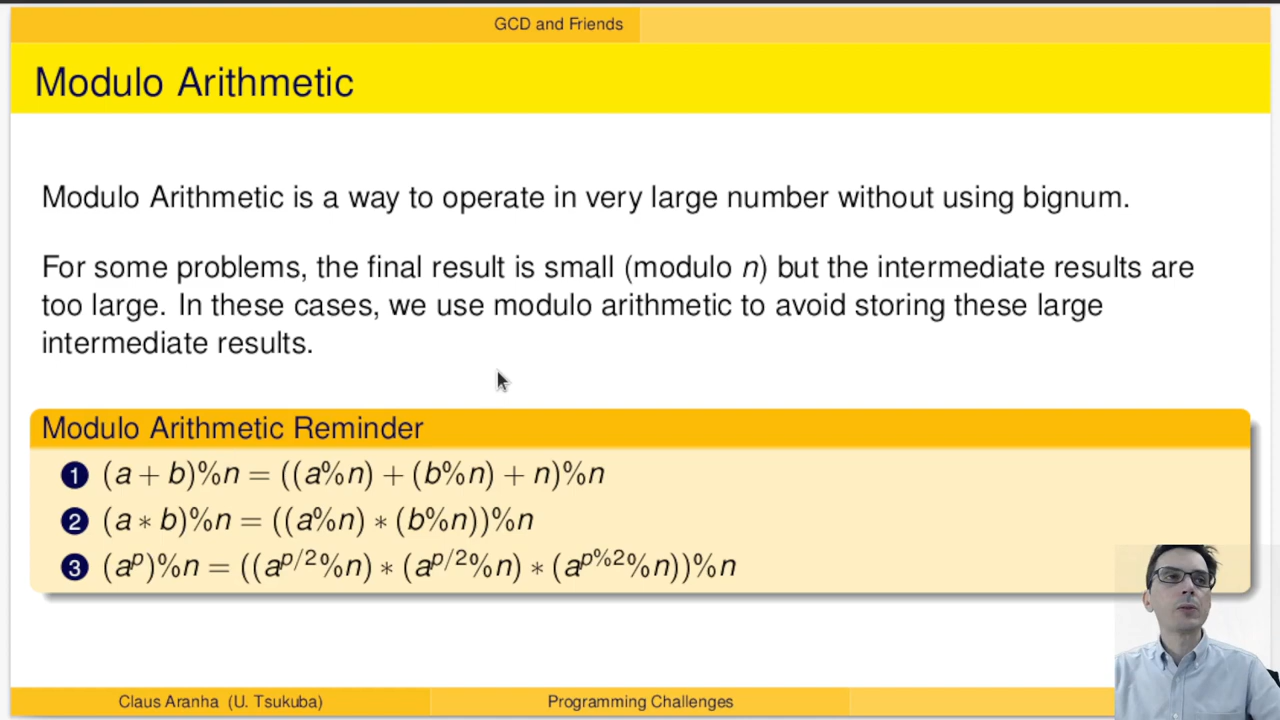 GCD and Friends
Modulo Arithmetic
Modulo Arithmetic is a way to operate in very large number without using bignum.
For some problems, the final result is small (modulo n) but the intermediate results are
too large. In these cases, we use modulo arithmetic to avoid storing these large
intermediate results.
Modulo Arithmetic Reminder
1 (a + b)%n = ((a%n) + (b%n) + n)%n
2 (a * b)%n = ((a%n) * (b%n))%n
3 (a^p)%n = ((a^{p/2}%n) * (a^{p/2}%n) * (a^{p%2}%n))%n
Claus Aranha (U. Tsukuba) Programming Challenges